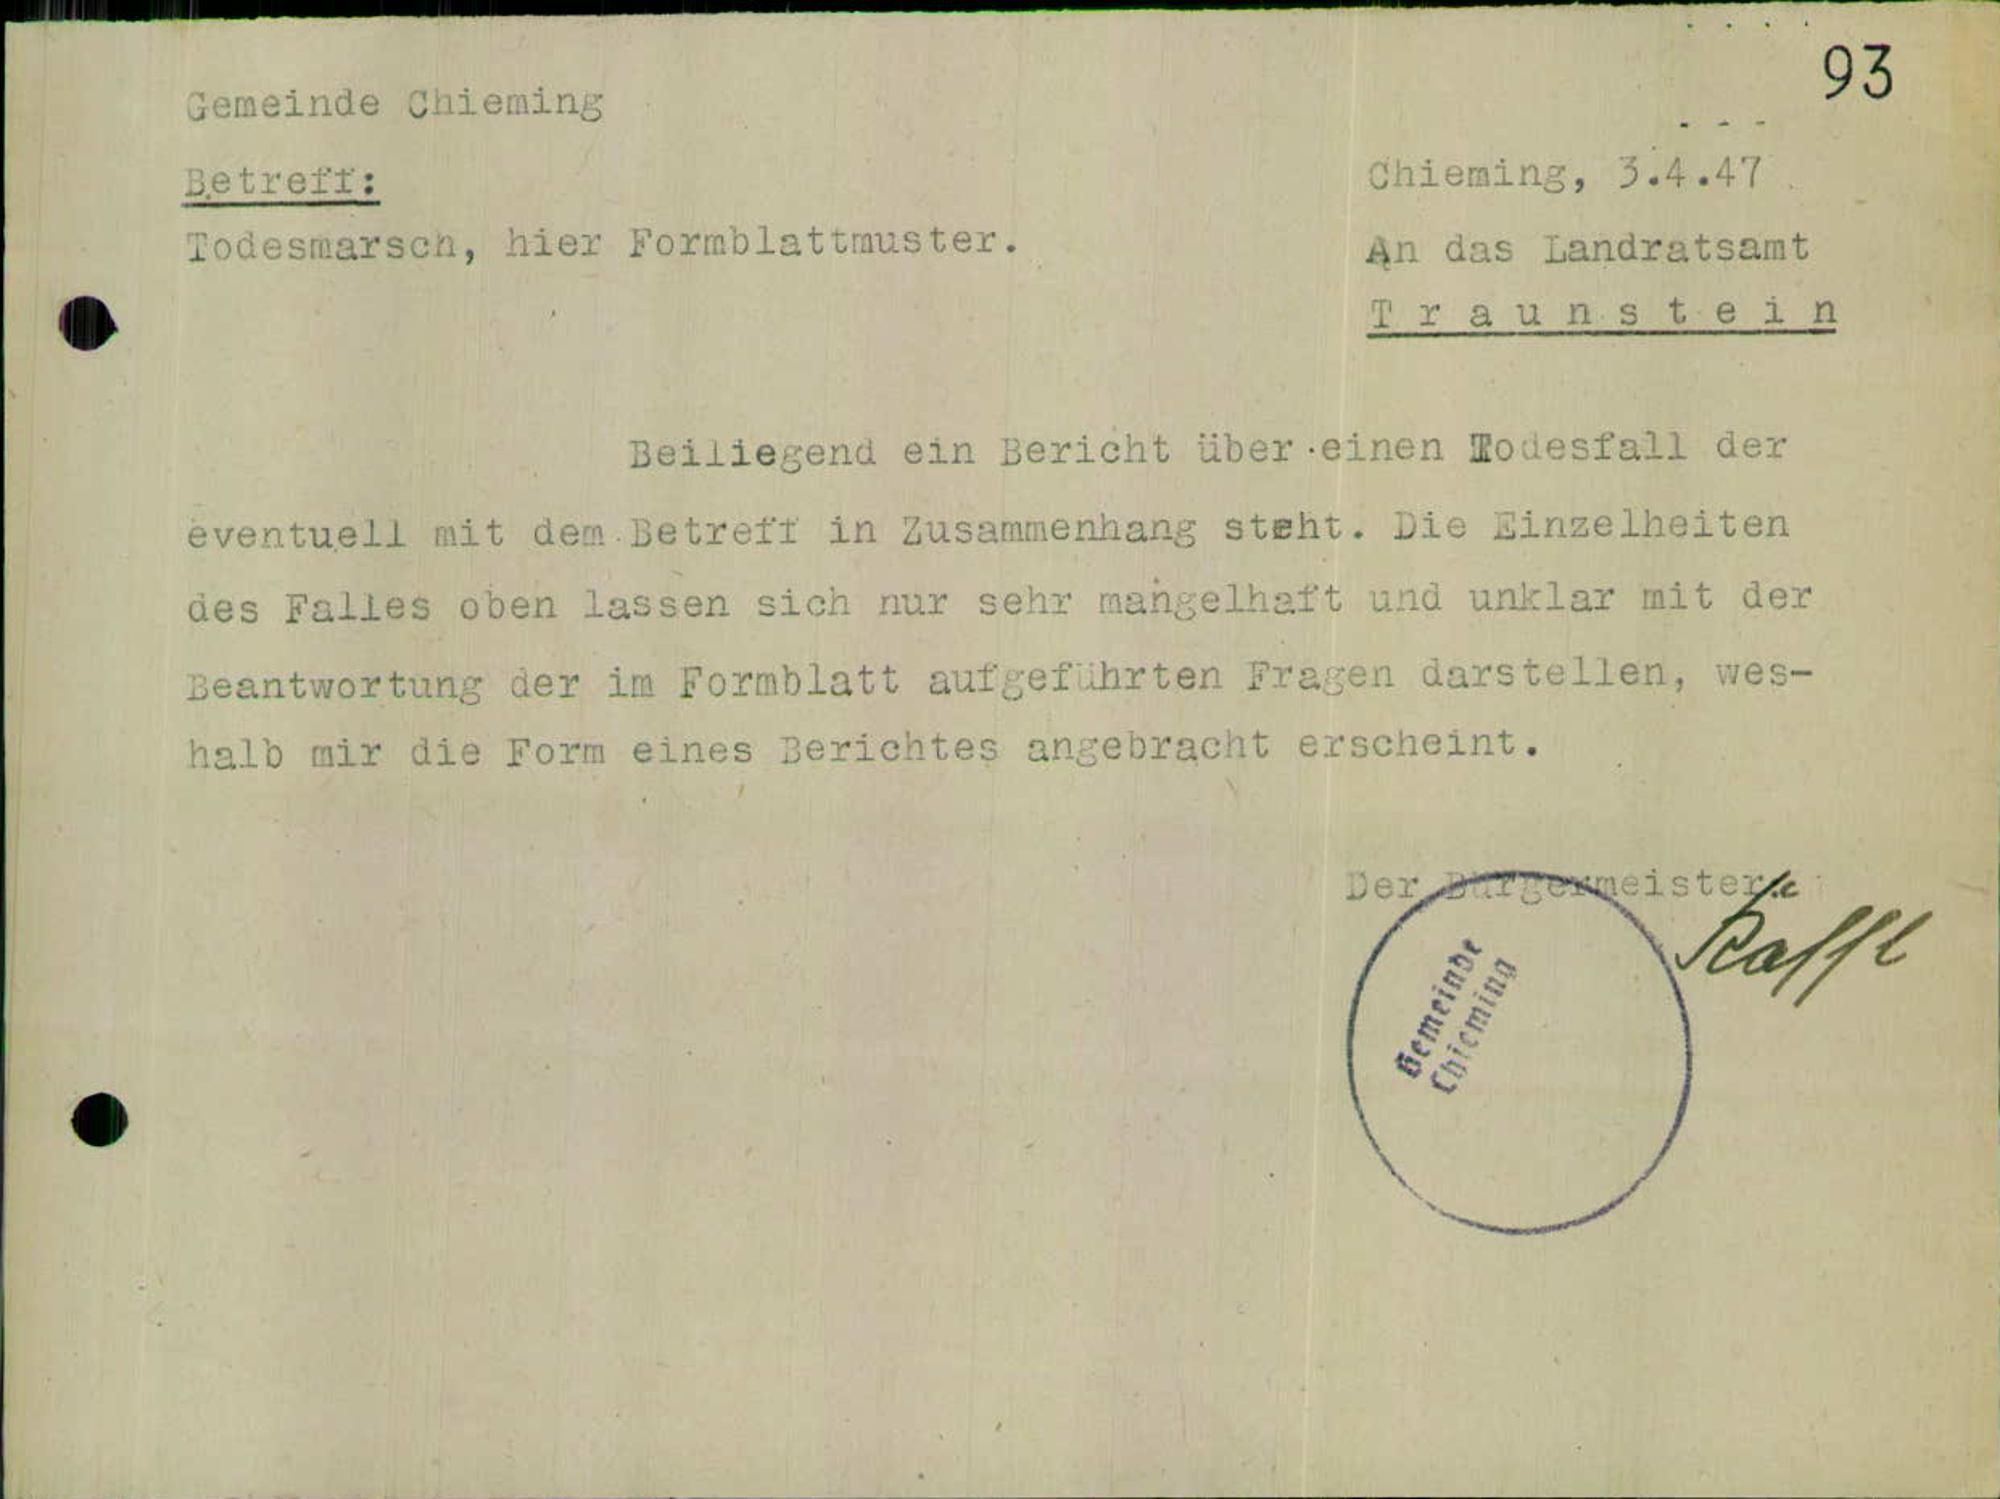 93
Gemeinde Chieming
Betreff:
Todesmarsch, hier Formblattmuster.
Chieming, 3.4.47
An das Landratsamt
Traunstein
Beiliegend ein Bericht über einen Todesfall der
eventuell mit dem Betreff in Zusammenhang steht. Die Einzelheiten
des Falles oben lassen sich nur sehr mangelhaft und unklar mit der
Beantwortung der im Formblatt aufgeführten Fragen darstellen, wes-
halb mir die Form eines Berichtes angebracht erscheint.
Der Bürgermeister
Raffl
Gemeinde
Chieming